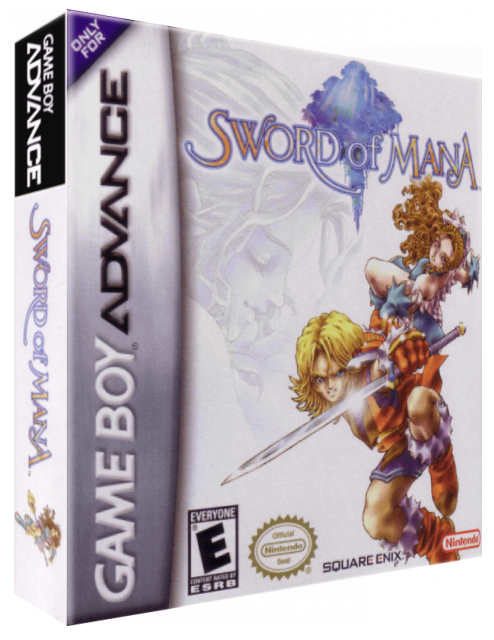 GAME BOY
ADVANCE
SWORD of MANA
ONLY
FOR
GAME BOY ADVANCE
SWORD of MANA
EVERYONE
E
CONTENT RATED BY
ESRB
Official
Nintendo
Seal
SQUARE ENIX
Nintendo